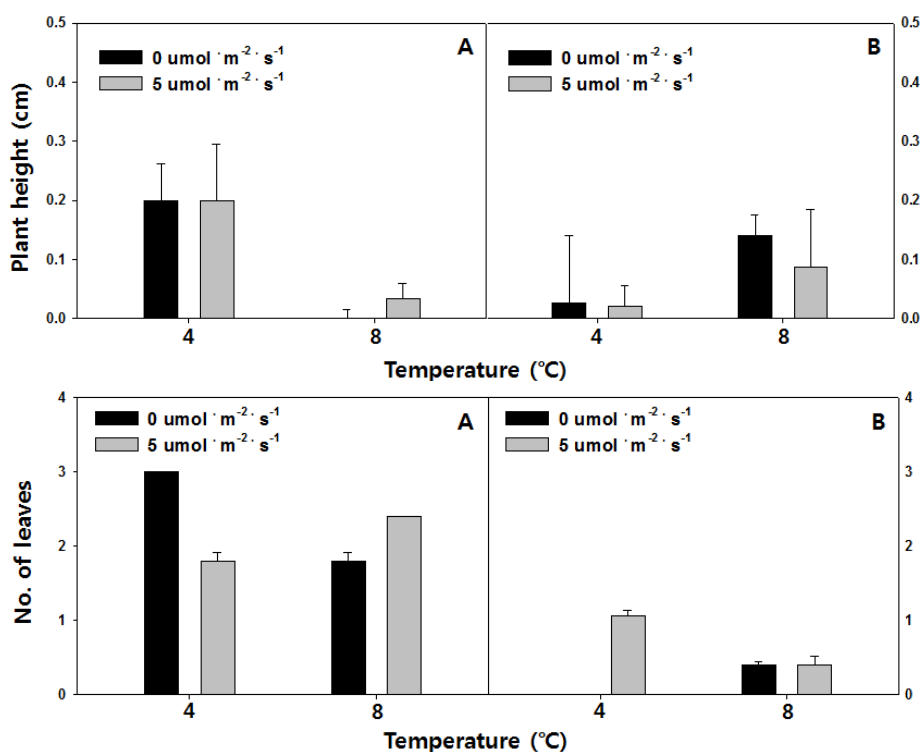 0.5
0.4
0.3
0.2
0.1
0.0
Plant height (cm)
0 umol · m-2 · s-1
5 umol · m-2 · s-1
A
0 umol · m-2 · s-1
5 umol · m-2 · s-1
B
0.5
0.4
0.3
0.2
0.1
0.0
4 8 4 8
Temperature (°C)
4
3
2
1
0
No. of leaves
0 umol · m-2 · s-1
5 umol · m-2 · s-1
A
0 umol · m-2 · s-1
5 umol · m-2 · s-1
B
4
3
2
1
0
4 8 4 8
Temperature (°C)